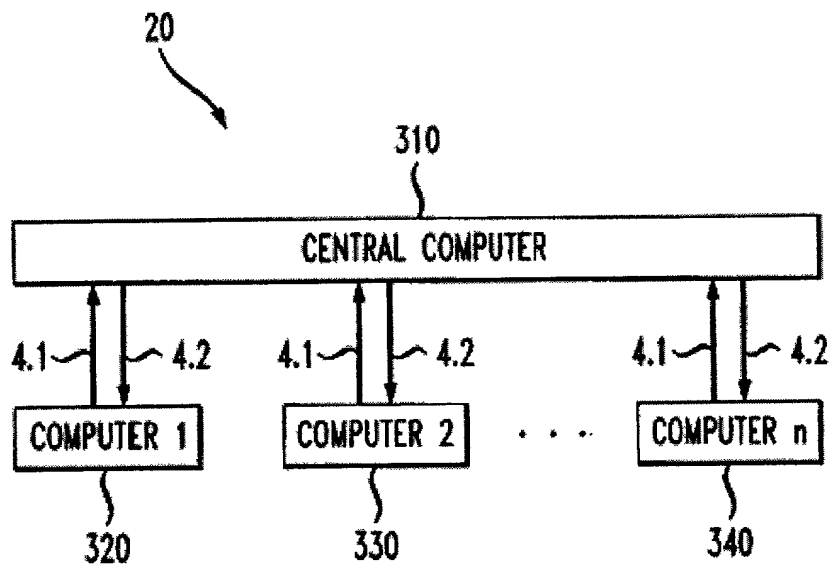 20
310
CENTRAL COMPUTER
4.1 4.2 4.1 4.2 4.1 4.2
COMPUTER 1 COMPUTER 2 . . . COMPUTER n
320 330 340